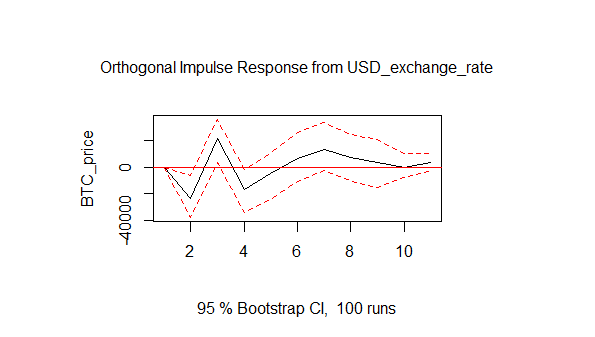 Orthogonal Impulse Response from USD_exchange_rate
BTC_price
0
-40000
2 4 6 8 10
95 % Bootstrap CI, 100 runs